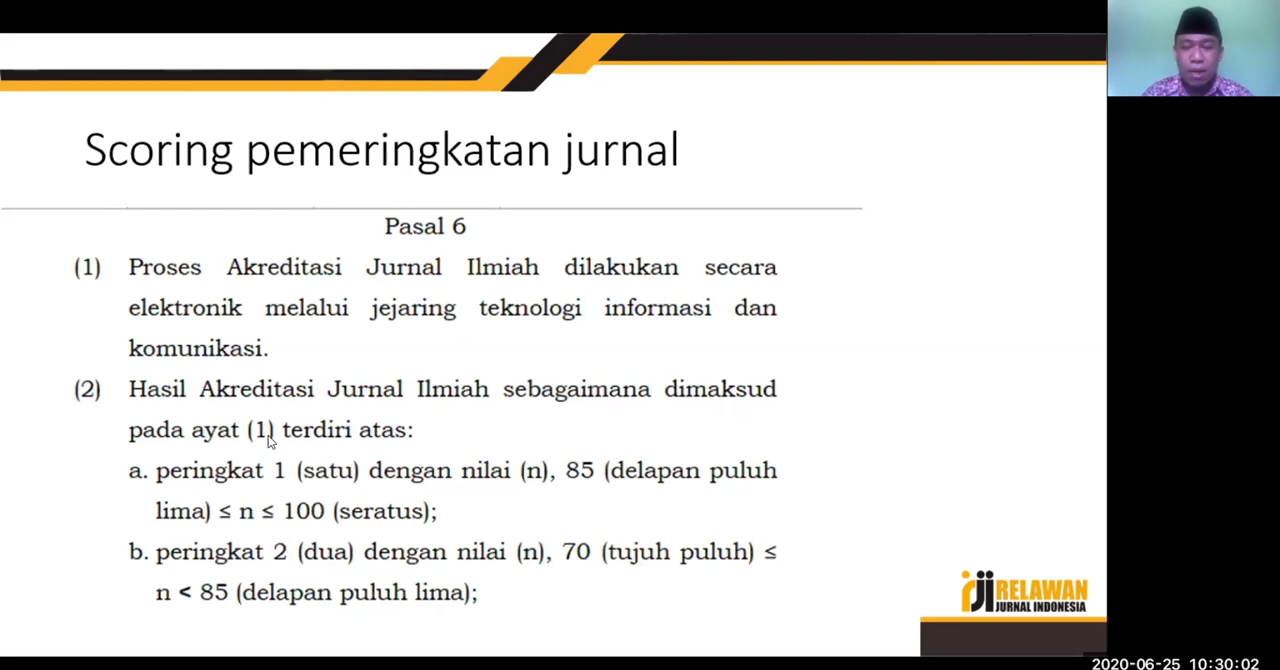 Scoring pemeringkatan jurnal
Pasal 6
(1) Proses Akreditasi Jurnal Ilmiah dilakukan secara
elektronik melalui jejaring teknologi informasi dan
komunikasi.
(2) Hasil Akreditasi Jurnal Ilmiah sebagaimana dimaksud
pada ayat (1) terdiri atas:
a. peringkat 1 (satu) dengan nilai (n), 85 (delapan puluh
lima) ≤ n ≤ 100 (seratus);
b. peringkat 2 (dua) dengan nilai (n), 70 (tujuh puluh) ≤
n < 85 (delapan puluh lima);
rji RELAWAN
JURNAL INDONESIA
2020-06-25 10:30:02